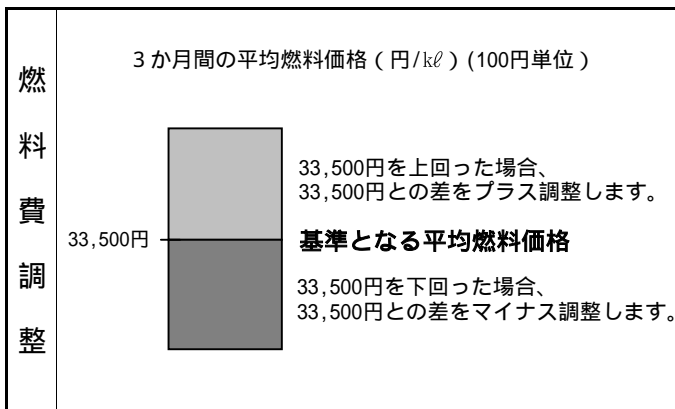 燃料費調整
3か月間の平均燃料価格(円/kℓ)(100円単位)
33,500円を上回った場合、
33,500円との差をプラス調整します。
33,500円
基準となる平均燃料価格
33,500円を下回った場合、
33,500円との差をマイナス調整します。